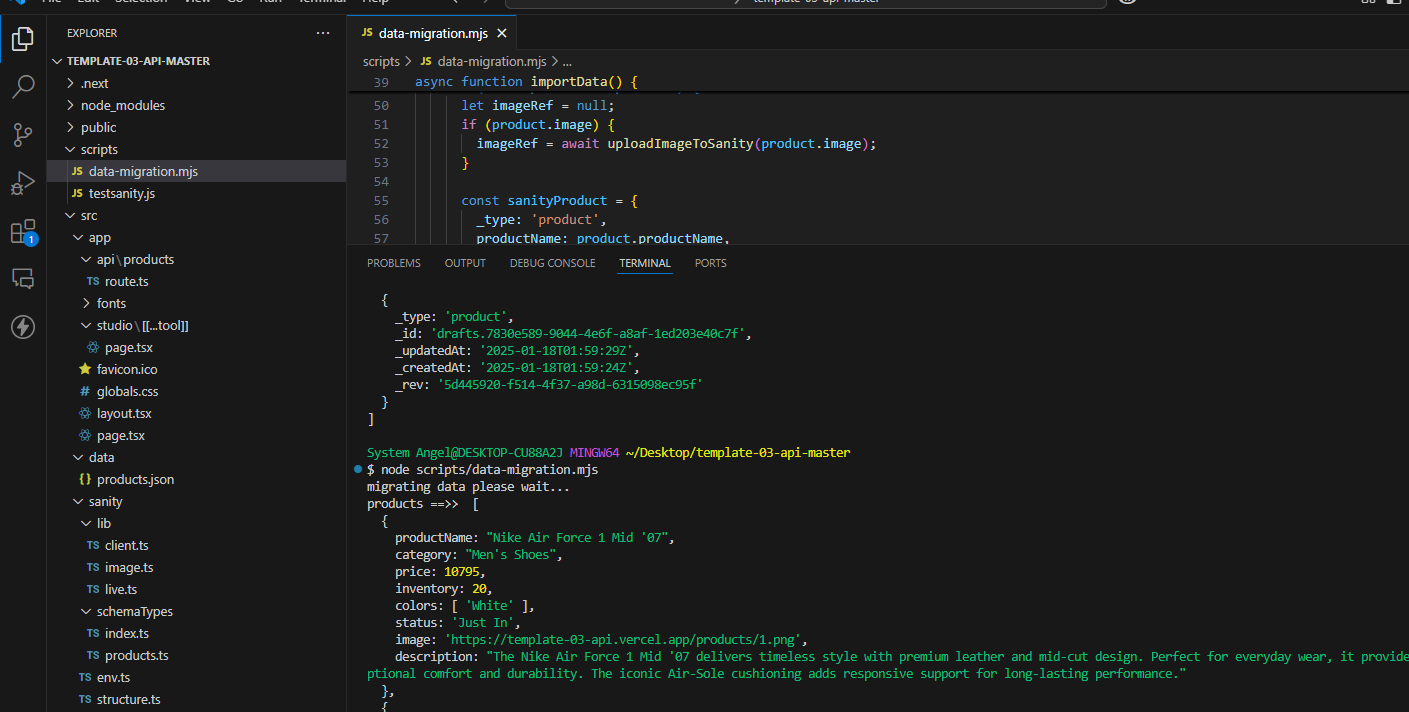 File Edit Selection View Go Run Terminal Help
template-03-api-master
EXPLORER
TEMPLATE-03-API-MASTER
.next
node_modules
public
scripts
JS data-migration.mjs
JS testsanity.js
src
app
api\products
TS route.ts
fonts
studio\[[...tool]]
page.tsx
favicon.ico
# globals.css
layout.tsx
page.tsx
data
{} products.json
sanity
lib
TS client.ts
TS image.ts
TS live.ts
schemaTypes
TS index.ts
TS products.ts
TS env.ts
TS structure.ts
1
JS data-migration.mjs
scripts > JS data-migration.mjs > ...
39 async function importData() {
50 let imageRef = null;
51 if (product.image) {
52 imageRef = await uploadImageToSanity(product.image);
53 }
54
55 const sanityProduct = {
56 _type: 'product',
57 productName: product.productName,
PROBLEMS OUTPUT DEBUG CONSOLE TERMINAL PORTS
{
_type: 'product',
_id: 'drafts.7830e589-9044-4e6f-a8af-1ed203e40c7f',
_updatedAt: '2025-01-18T01:59:29Z',
_createdAt: '2025-01-18T01:59:24Z',
_rev: '5d445920-f514-4f37-a98d-6315098ec95f'
}
]
System Angel@DESKTOP-CU88A2J MINGW64 ~/Desktop/template-03-api-master
$ node scripts/data-migration.mjs
migrating data please wait...
products ==>> [
{
productName: "Nike Air Force 1 Mid '07",
category: "Men's Shoes",
price: 10795,
inventory: 20,
colors: [ 'White' ],
status: 'Just In',
image: 'https://template-03-api.vercel.app/products/1.png',
description: "The Nike Air Force 1 Mid '07 delivers timeless style with premium leather and mid-cut design. Perfect for everyday wear, it provide
ptional comfort and durability. The iconic Air-Sole cushioning adds responsive support for long-lasting performance."
},
{